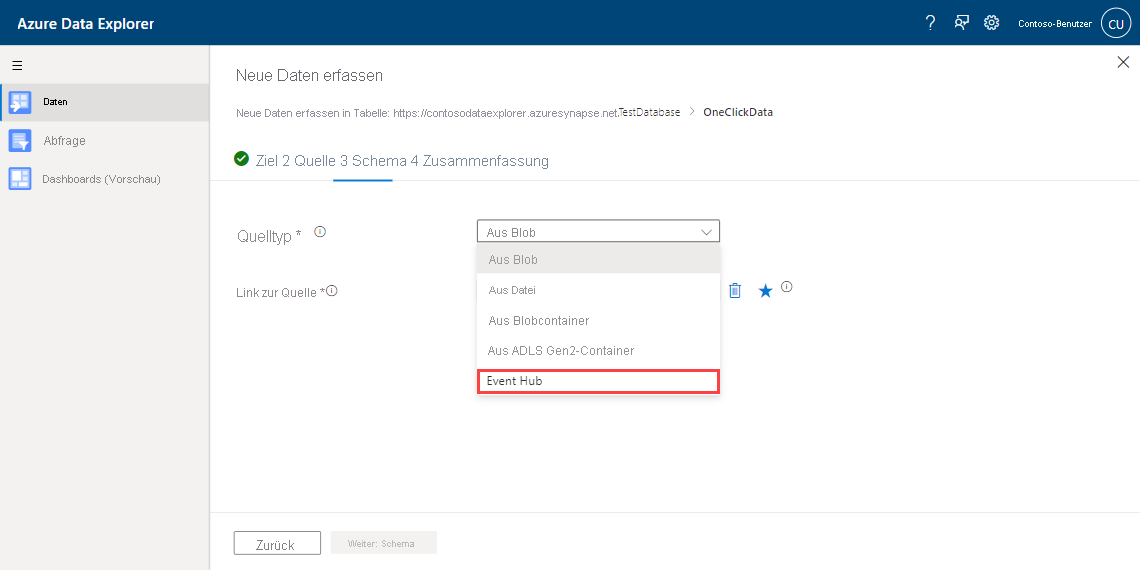 Azure Data Explorer
? Contoso-Benutzer CU
Daten
Abfrage
Dashboards (Vorschau)
Neue Daten erfassen
Neue Daten erfassen in Tabelle: https://contosodataexplorer.azuresynapse.net.TestDatabase > OneClickData
Ziel 2 Quelle 3 Schema 4 Zusammenfassung
Quelltyp *
Aus Blob
Aus Blob
Aus Datei
Link zur Quelle *
Aus Blobcontainer
Aus ADLS Gen2-Container
Event Hub
Zurück
Weiter: Schema